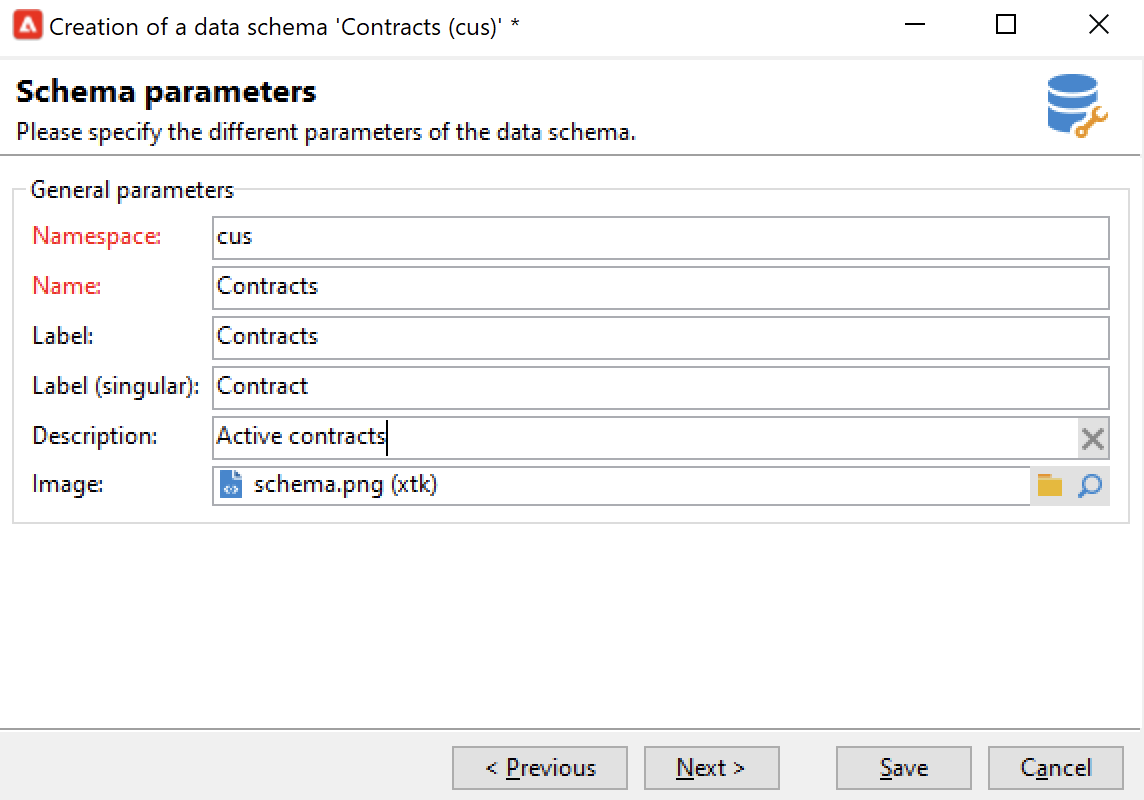 Creation of a data schema 'Contracts (cus)' *
Schema parameters
Please specify the different parameters of the data schema.
General parameters
Namespace: cus
Name: Contracts
Label: Contracts
Label (singular): Contract
Description: Active contracts
Image: schema.png (xtk)
< Previous Next > Save Cancel